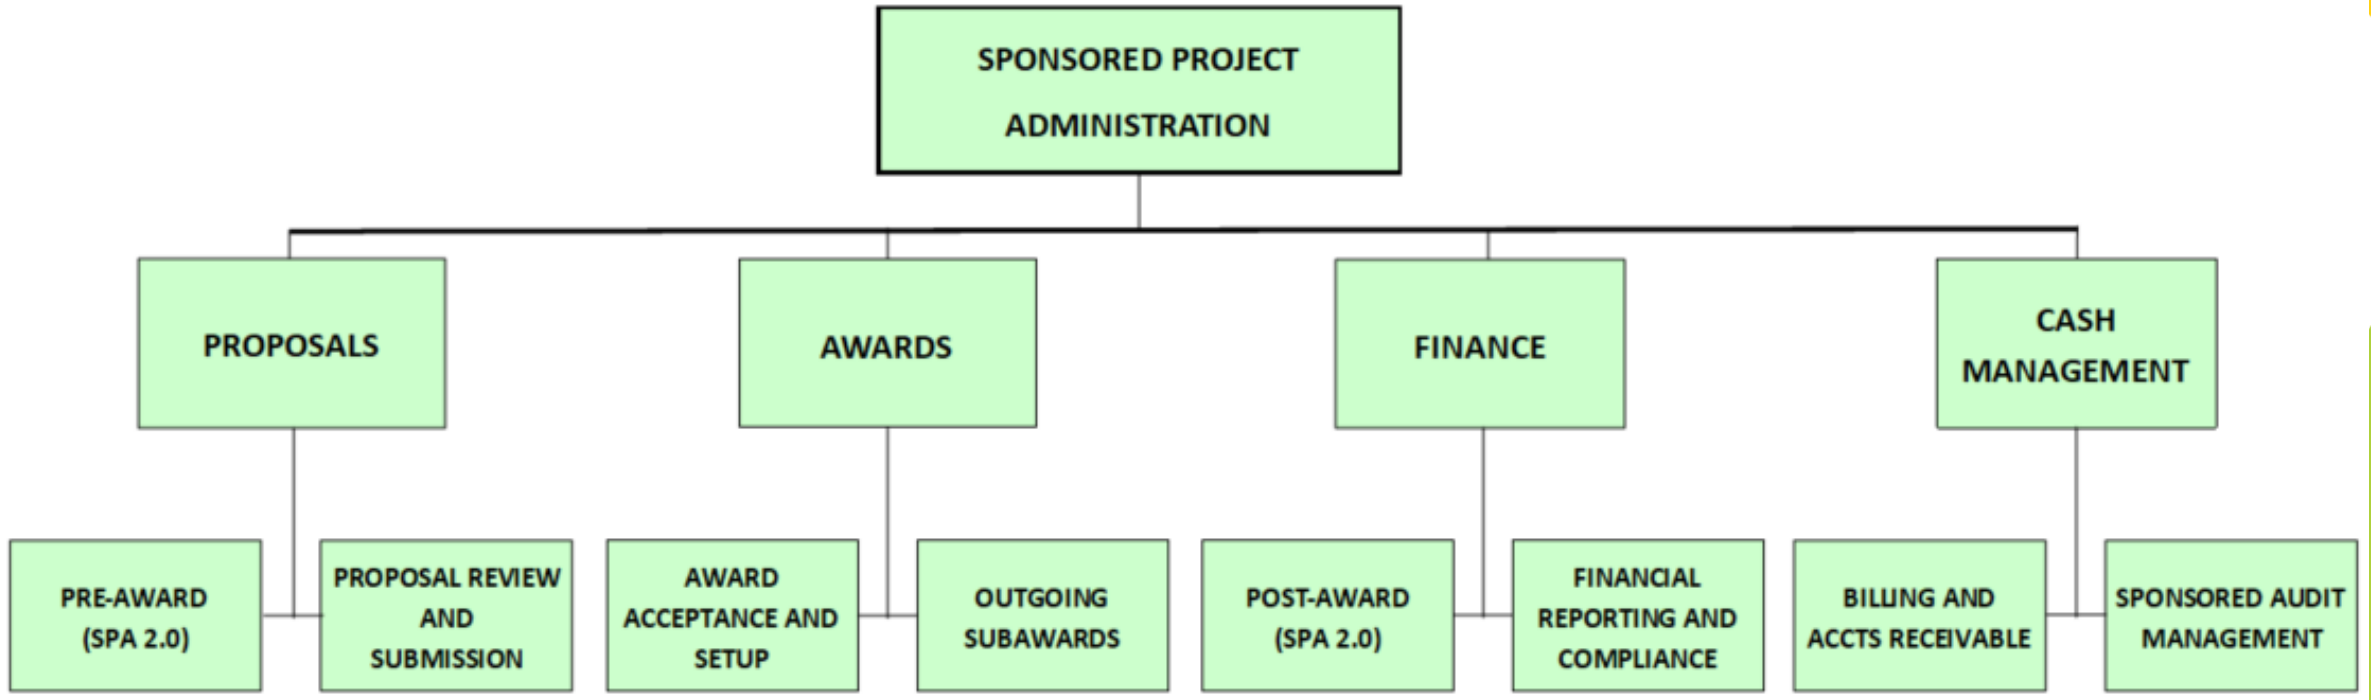 SPONSORED PROJECT
ADMINISTRATION
PROPOSALS
AWARDS
FINANCE
CASH
MANAGEMENT
PRE-AWARD
(SPA 2.0)
PROPOSAL REVIEW
AND
SUBMISSION
AWARD
ACCEPTANCE AND
SETUP
OUTGOING
SUBAWARDS
POST-AWARD
(SPA 2.0)
FINANCIAL
REPORTING AND
COMPLIANCE
BILLING AND
ACCTS RECEIVABLE
SPONSORED AUDIT
MANAGEMENT